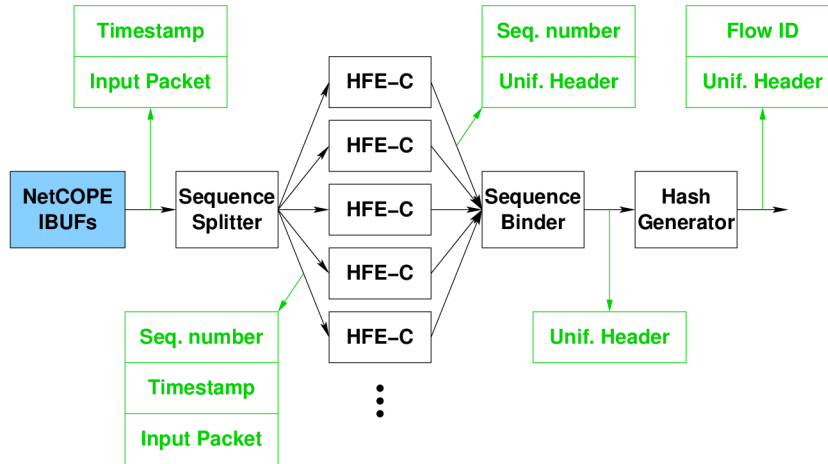 Timestamp
Input Packet
Seq. number
Unif. Header
Flow ID
Unif. Header
HFE-C
HFE-C
HFE-C
HFE-C
HFE-C
NetCOPE
IBUFs
Sequence
Splitter
Sequence
Binder
Hash
Generator
Seq. number
Timestamp
Input Packet
Unif. Header